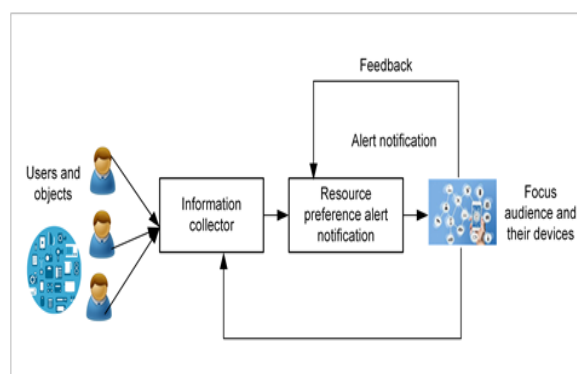 Feedback
Alert notification
Users and
objects
Information
collector
Resource
preference alert
notification
Focus
audience and
their devices